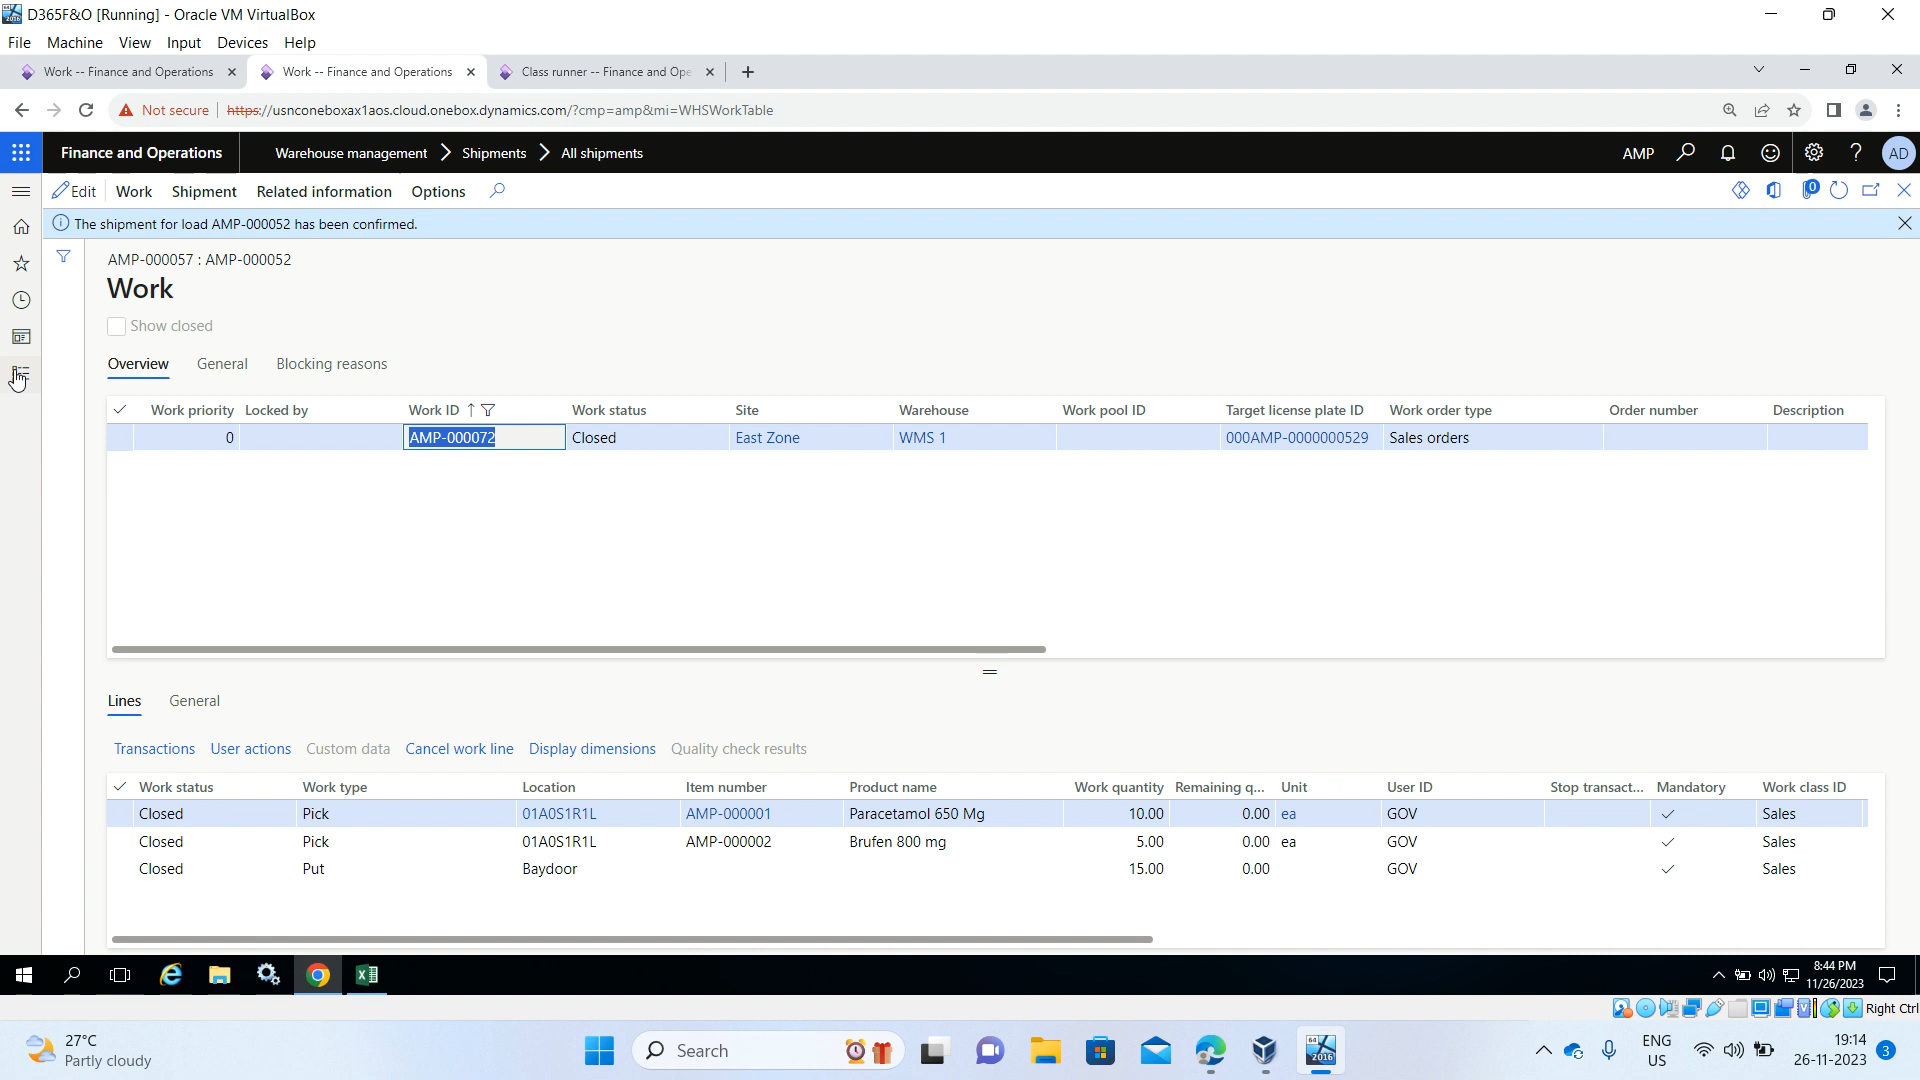 D365F&O [Running] - Oracle VM VirtualBox
File Machine View Input Devices Help
Work -- Finance and Operations Work -- Finance and Operations Class runner -- Finance and Ope
Not secure https://usnconeboxax1aos.cloud.onebox.dynamics.com/?cmp=amp&mi=WHSWorkTable
Finance and Operations Warehouse management Shipments All shipments AMP AD
Edit Work Shipment Related information Options 0
The shipment for load AMP-000052 has been confirmed.
AMP-000057 : AMP-000052
Work
Show closed
Overview General Blocking reasons
Work priority Locked by Work ID Work status Site Warehouse Work pool ID Target license plate ID Work order type Order number Description
0 AMP-000072 Closed East Zone WMS 1 000AMP-0000000529 Sales orders
Lines General
Transactions User actions Custom data Cancel work line Display dimensions Quality check results
Work status Work type Location Item number Product name Work quantity Remaining q... Unit User ID Stop transact... Mandatory Work class ID
Closed Pick 01A0S1R1L AMP-000001 Paracetamol 650 Mg 10.00 0.00 ea GOV Sales
Closed Pick 01A0S1R1L AMP-000002 Brufen 800 mg 5.00 0.00 ea GOV Sales
Closed Put Baydoor 15.00 0.00 GOV Sales
8:44 PM
11/26/2023
Right Ctrl
27°C
Partly cloudy
Search
2016
ENG
US
19:14
26-11-2023
3